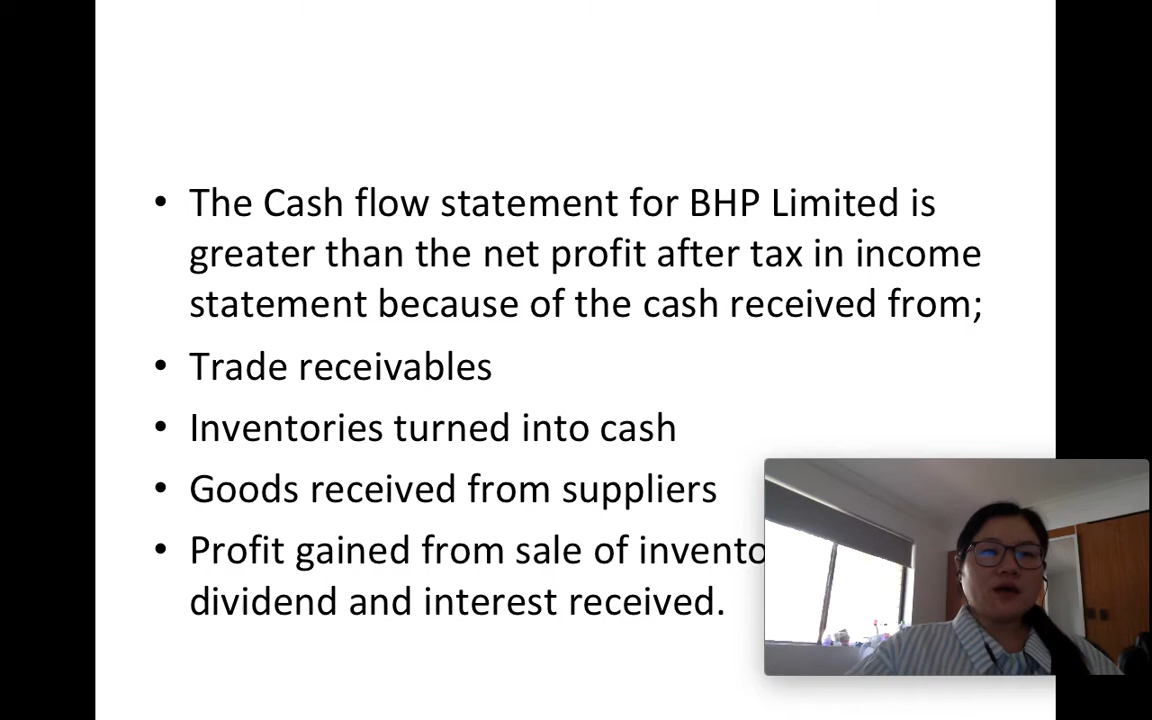 • The Cash flow statement for BHP Limited is
greater than the net profit after tax in income
statement because of the cash received from;
• Trade receivables
• Inventories turned into cash
• Goods received from suppliers
• Profit gained from sale of
dividend and interest received.